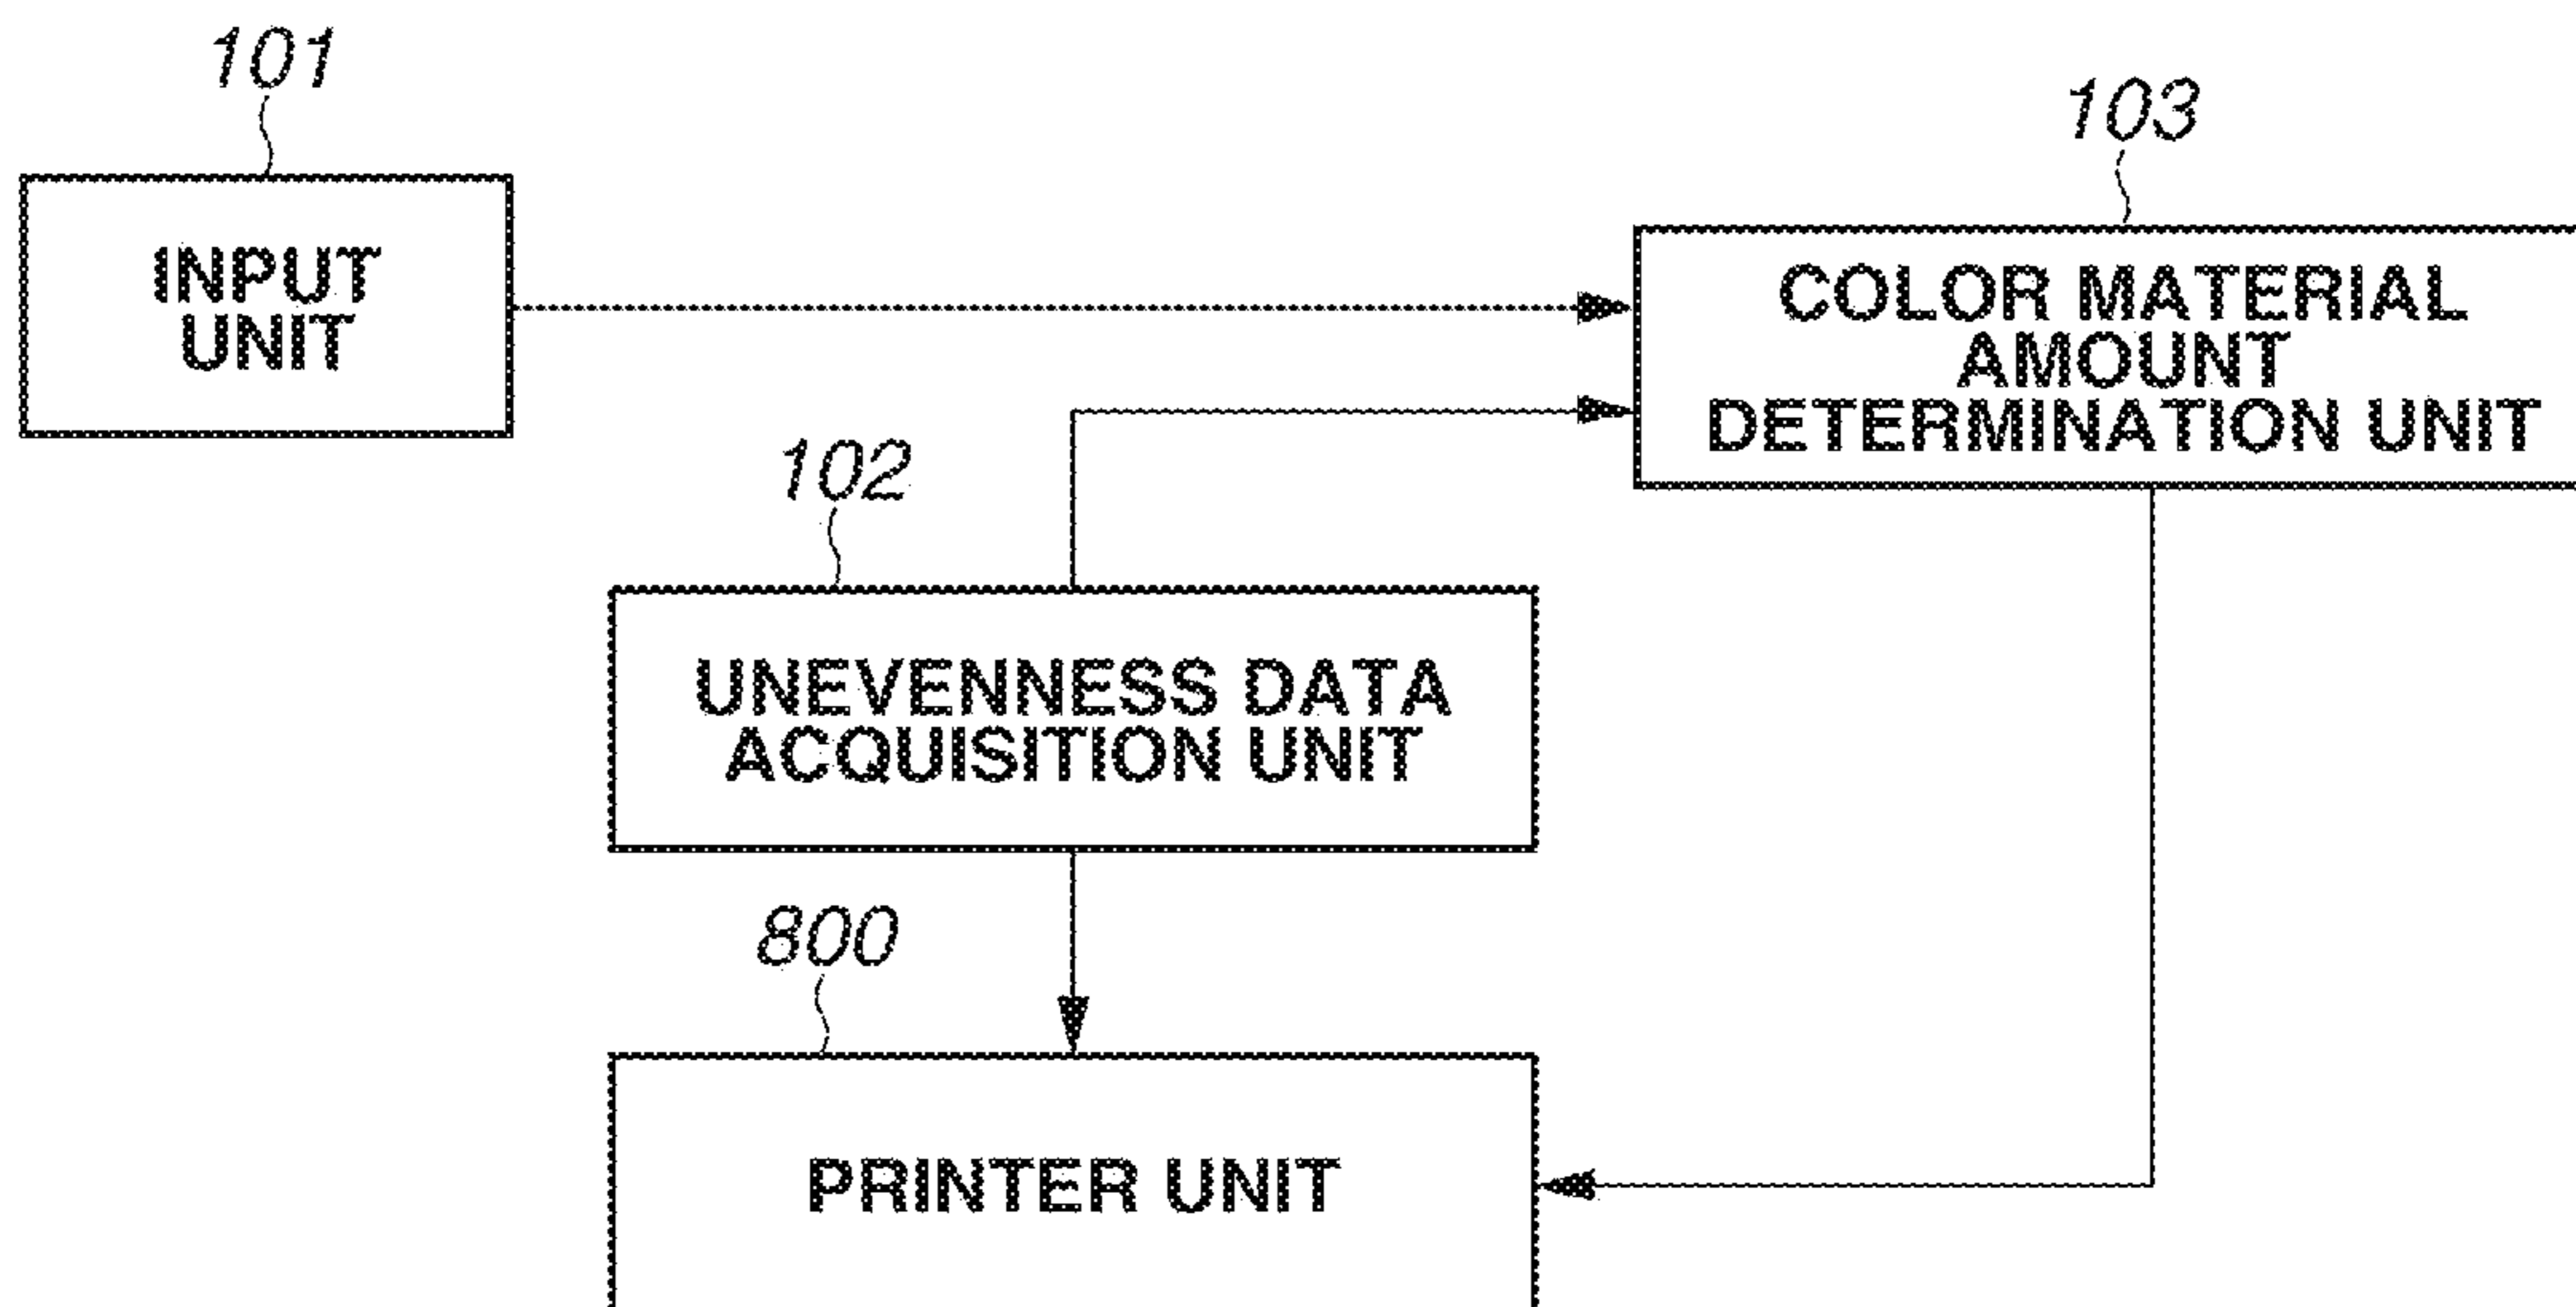 101
INPUT
UNIT
103
COLOR MATERIAL
AMOUNT
DETERMINATION UNIT
102
UNEVENNESS DATA
ACQUISITION UNIT
800
PRINTER UNIT